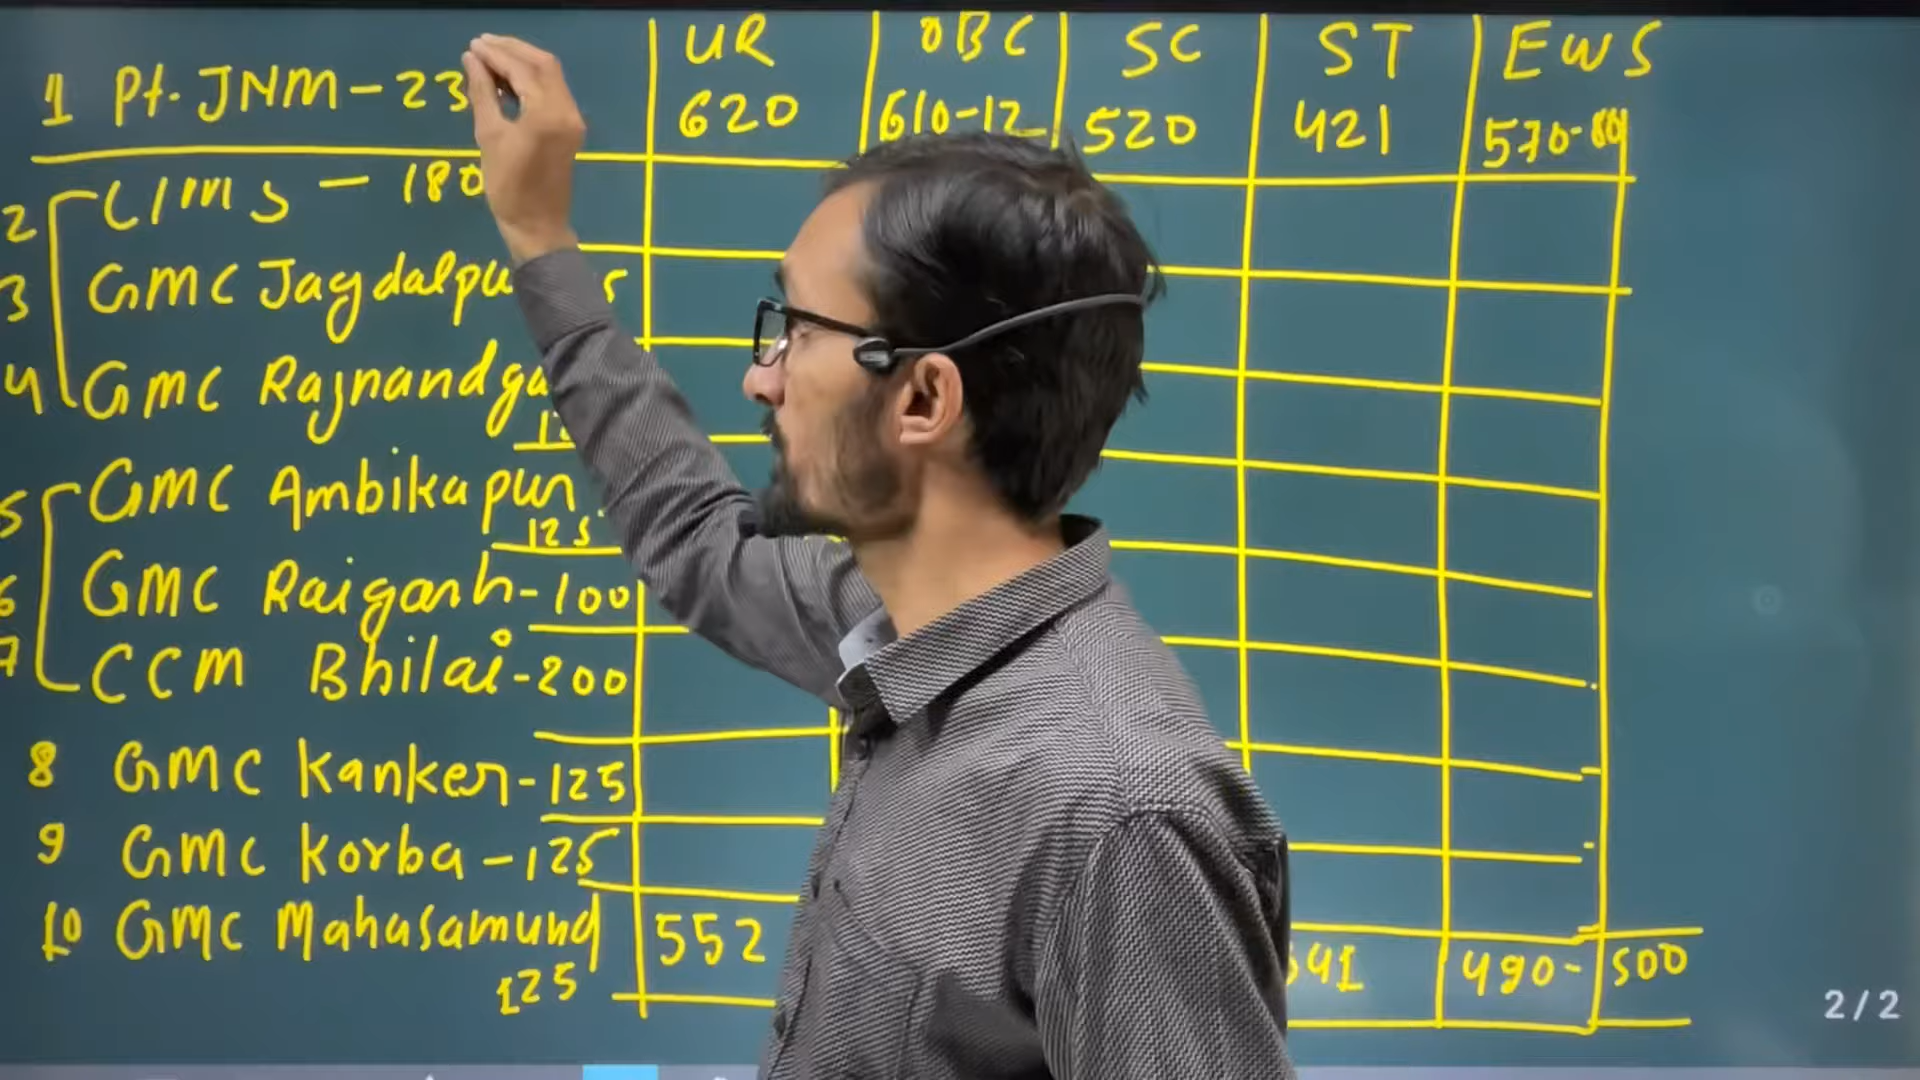 UR OBC SC ST EWS
1 Pt. JNM - 23 620 610-12 520 421 570-80
2 CIMS - 180
3 GMC Jagdalpu
4 GMC Rajnandga
5 GMC Ambikapur
125
6 GMC Raigarh - 100
7 CCM Bhilai - 200
8 GMC Kanker - 125
9 GMC Korba - 125
10 GMC Mahasamund 552 341 490- 500
125
2/2